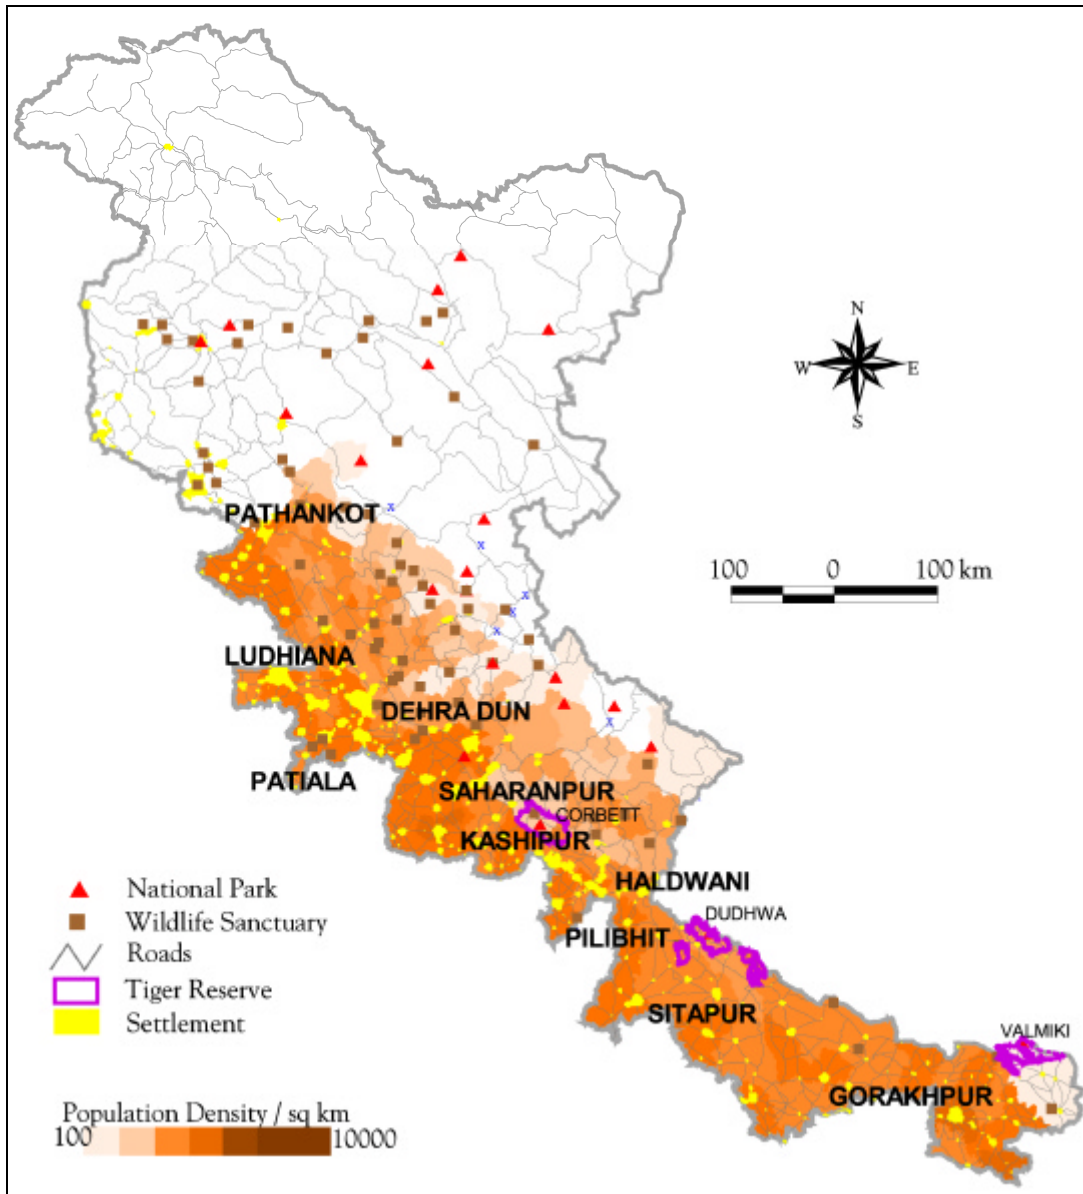 N
W
E
S
PATHANKOT
x
x
100 0 100 km
x
x
x
LUDHIANA
DEHRA DUN
x
PATIALA
SAHARANPUR
CORBETT
KASHIPUR
HALDWANI
National Park
DUDHWA
Wildlife Sanctuary
PILIBHIT
Roads
Tiger Reserve
SITAPUR
Settlement
VALMIKI
GORAKHPUR
Population Density / sq km
100 10000